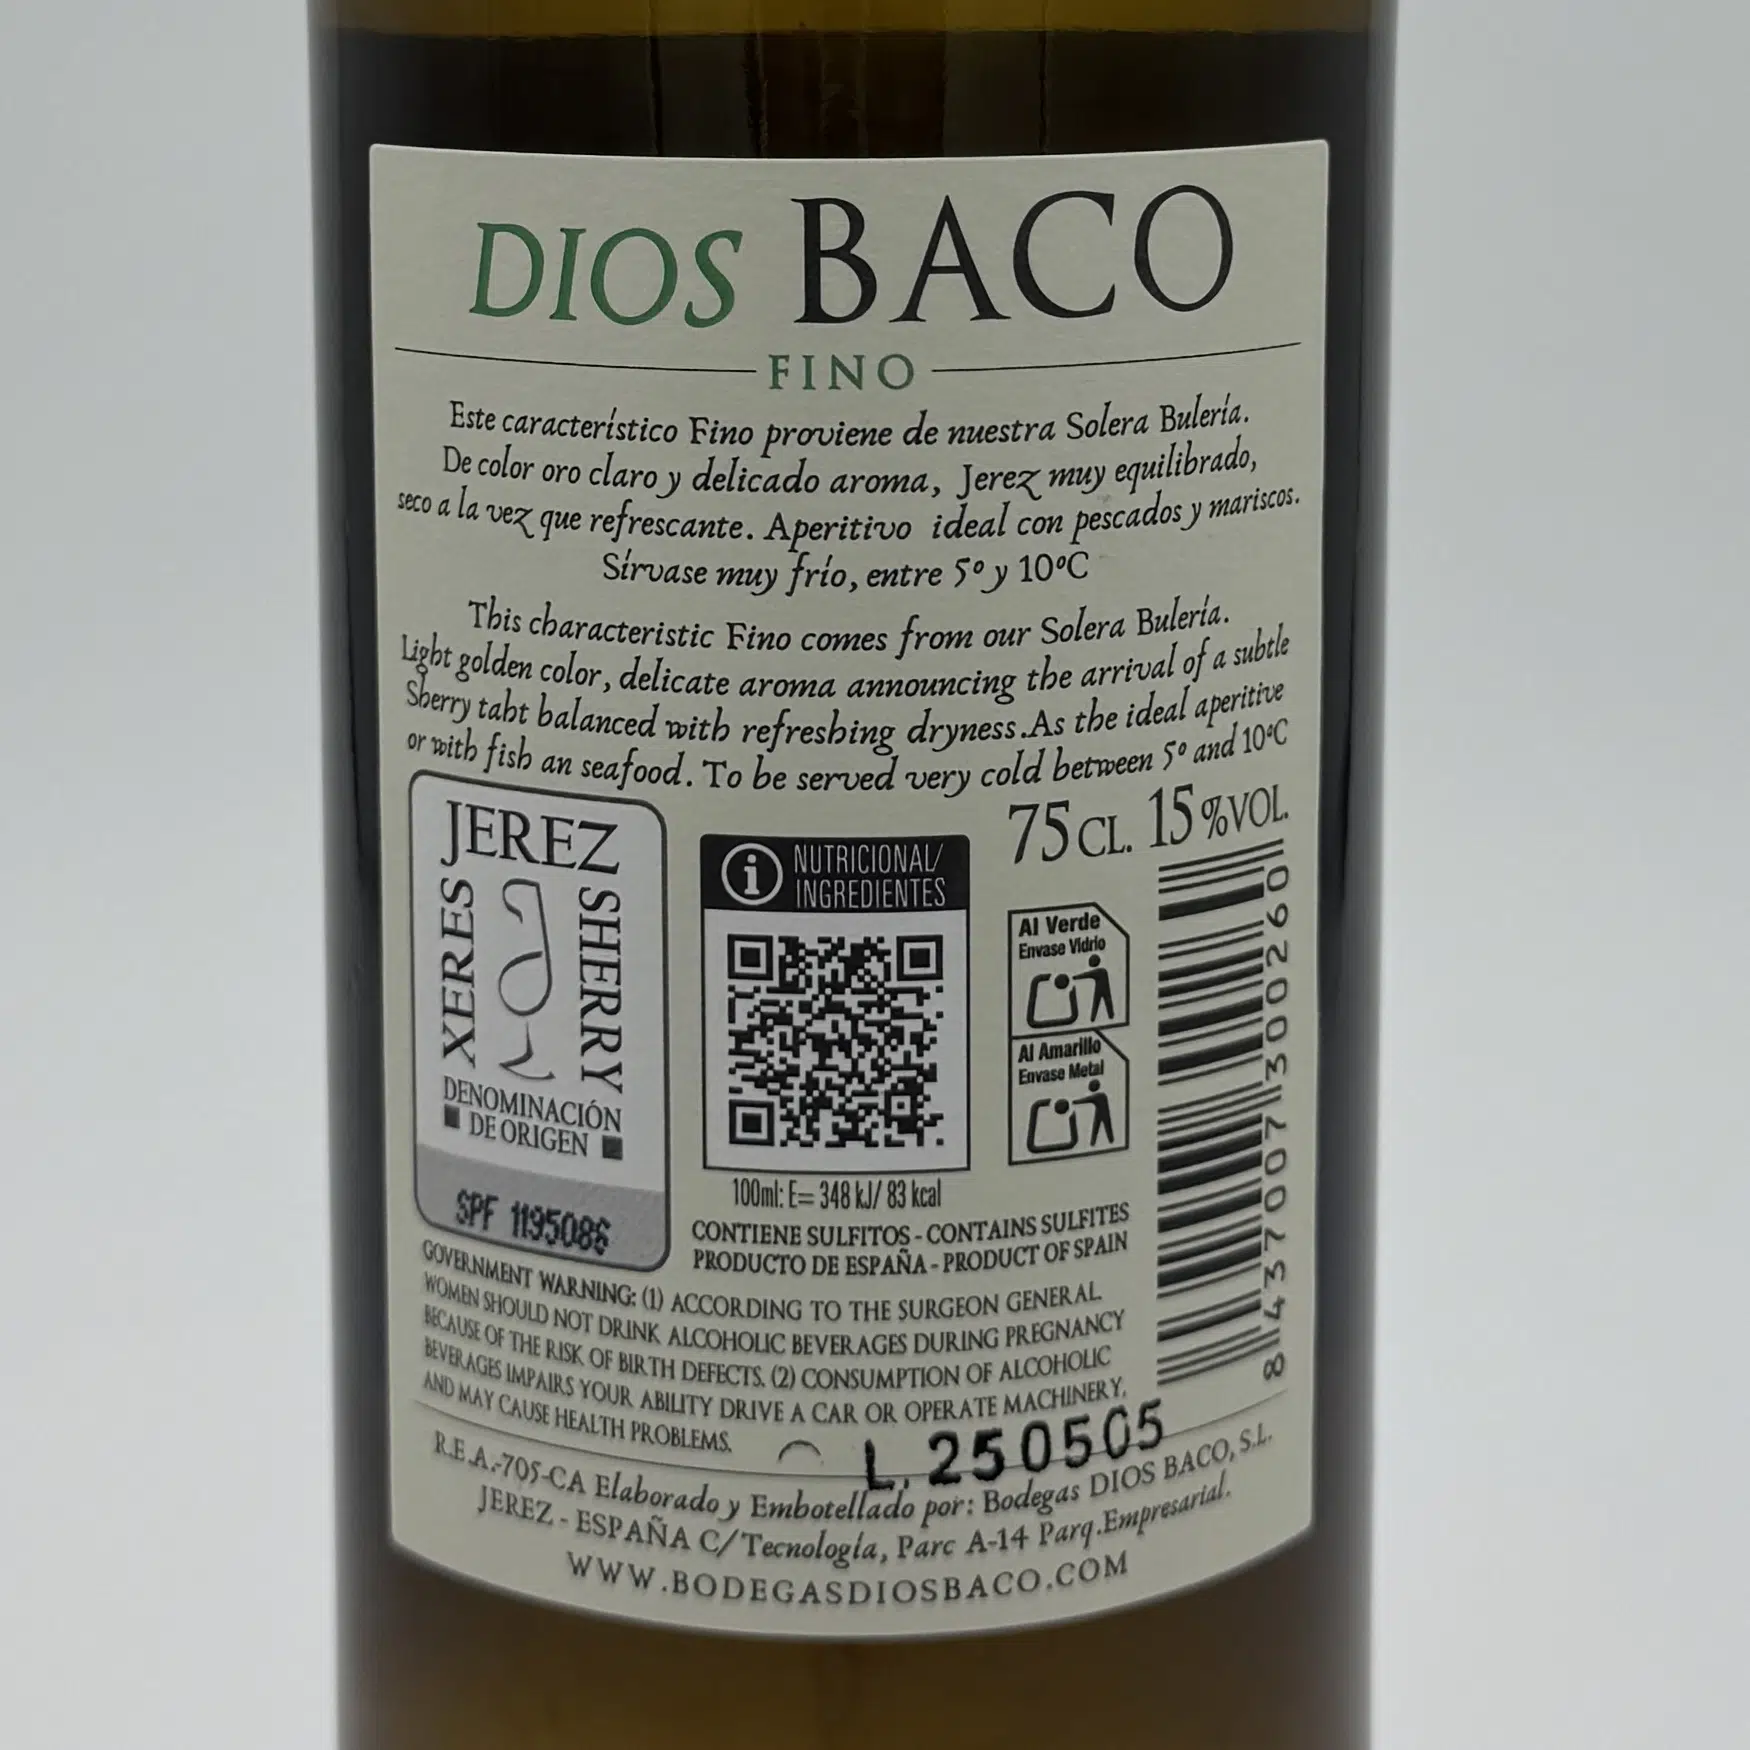 DIOS BACO
FINO
Este característico Fino proviene de nuestra Solera Bulería.
De color oro claro y delicado aroma, Jerez muy equilibrado,
seco a la vez que refrescante. Aperitivo ideal con pescados y mariscos.
Sírvase muy frío, entre 5º y 10ºC
This characteristic Fino comes from our Solera Bulería.
Light golden color, delicate aroma announcing the arrival of a subtle
Sherry taht balanced with refreshing dryness.As the ideal aperitive
or with fish an seafood. To be served very cold between 5º and 10ºC
75CL. 15%VOL.
JEREZ
XERES
SHERRY
DENOMINACIÓN
DE ORIGEN
SPF 1195086
NUTRICIONAL/
INGREDIENTES
100ml: E= 348 kJ/ 83 kcal
Al Verde
Envase Vidrio
Al Amarillo
Envase Metal
8 437007 300260
CONTIENE SULFITOS - CONTAINS SULFITES
PRODUCTO DE ESPAÑA - PRODUCT OF SPAIN
GOVERNMENT WARNING: (1) ACCORDING TO THE SURGEON GENERAL
WOMEN SHOULD NOT DRINK ALCOHOLIC BEVERAGES DURING PREGNANCY
BECAUSE OF THE RISK OF BIRTH DEFECTS. (2) CONSUMPTION OF ALCOHOLIC
BEVERAGES IMPAIRS YOUR ABILITY DRIVE A CAR OR OPERATE MACHINERY,
AND MAY CAUSE HEALTH PROBLEMS.
L. 250505
R.E.A.-705-CA Elaborado y Embotellado por: Bodegas DIOS BACO, S.L.
JEREZ - ESPAÑA C/Tecnología, Parc A-14 Parq.Empresarial.
WWW.BODEGASDIOSBACO.COM